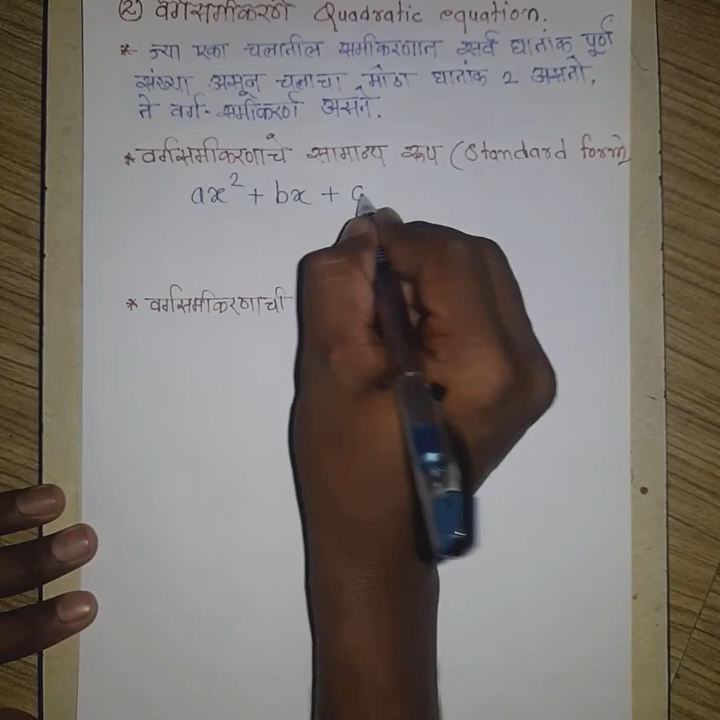 (2) वर्गसमीकरणे Quadratic equation.
* ज्या एका चलातील समीकरणात सर्व घातांक पूर्ण
संख्या असून चलाचा मोठा घातांक 2 असतो,
ते वर्ग-समीकरण असते.
* वर्गसमीकरणाचे सामान्य रूप (Standard form)
ax² + bx + c
* वर्गसमीकरणाची